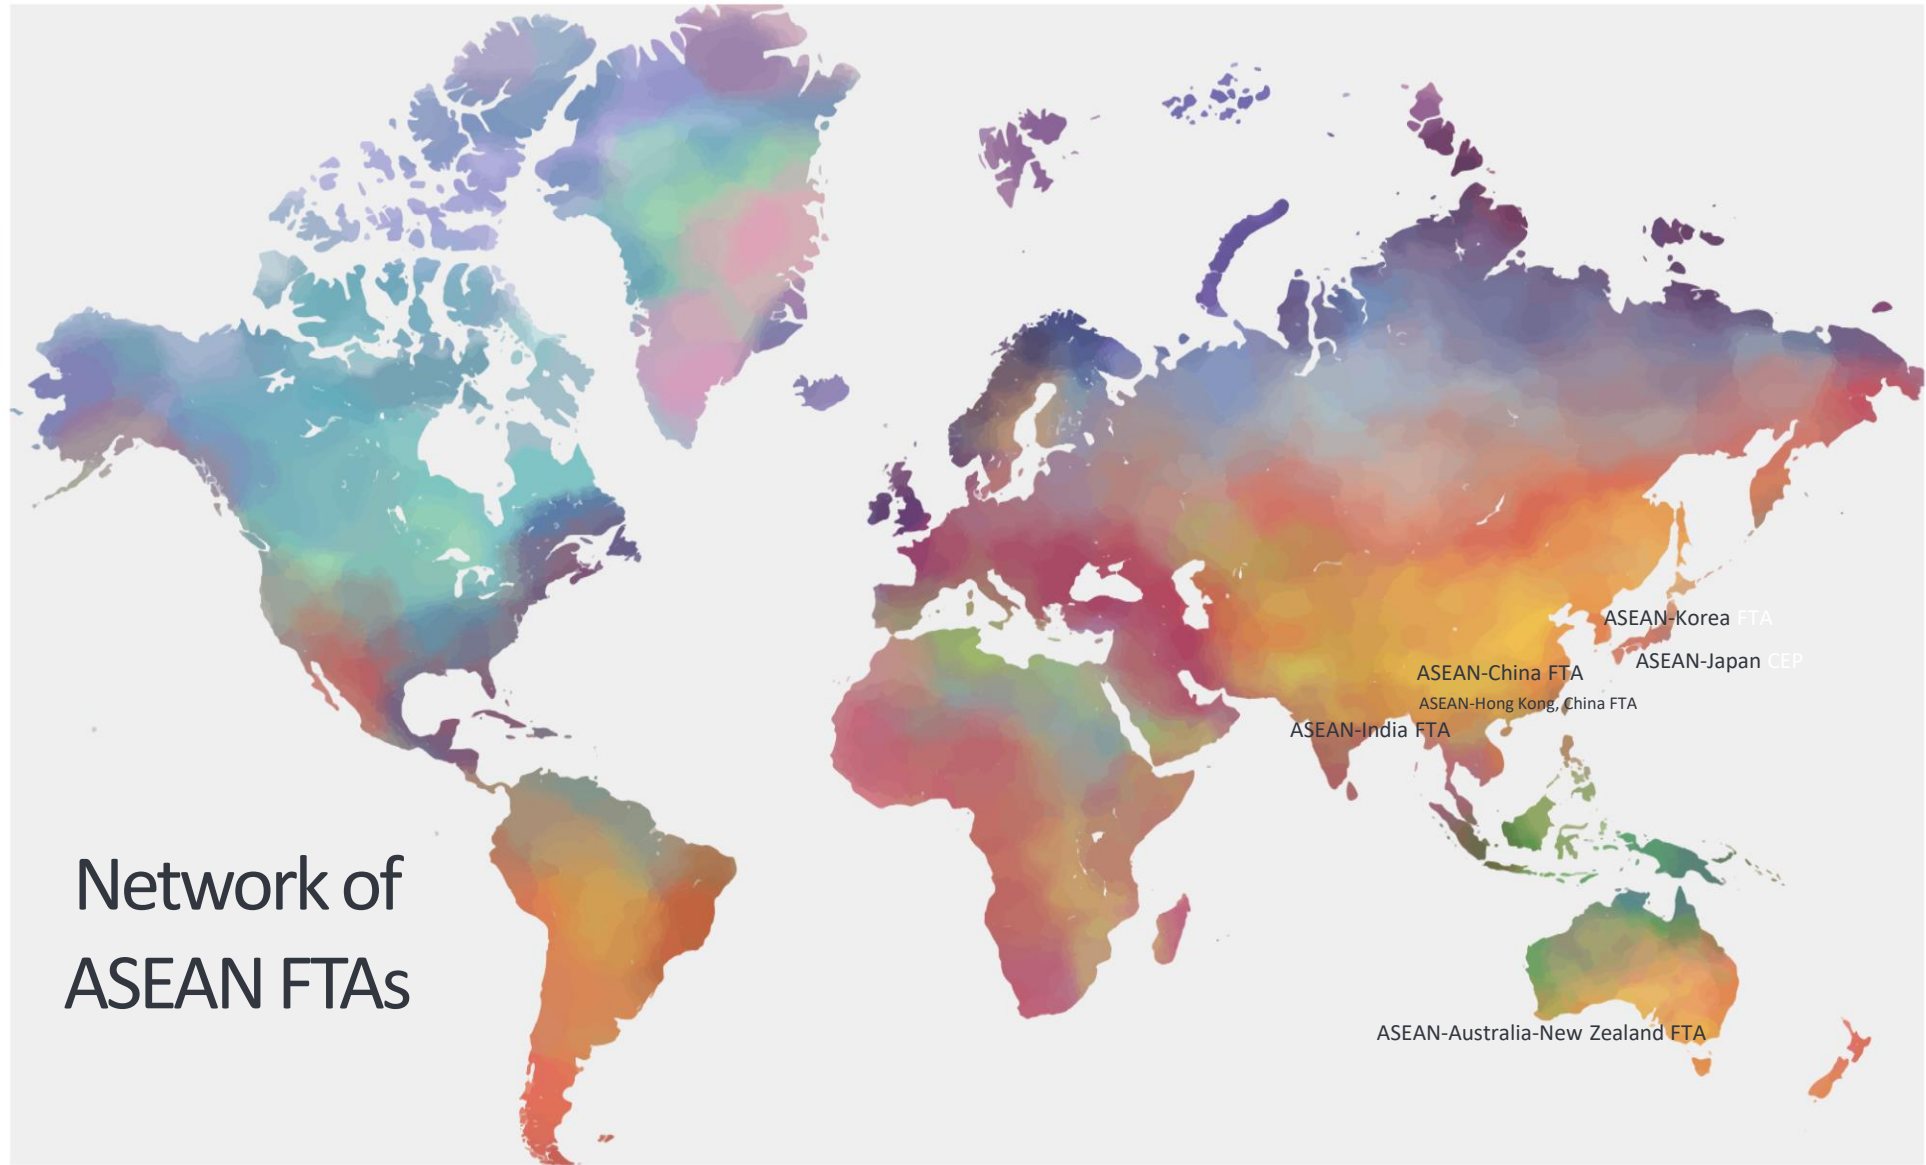 ASEAN-Korea FTA
ASEAN-Japan CEP
ASEAN-China FTA
ASEAN-Hong Kong, China FTA
ASEAN-India FTA
Network of
ASEAN FTAs
ASEAN-Australia-New Zealand FTA